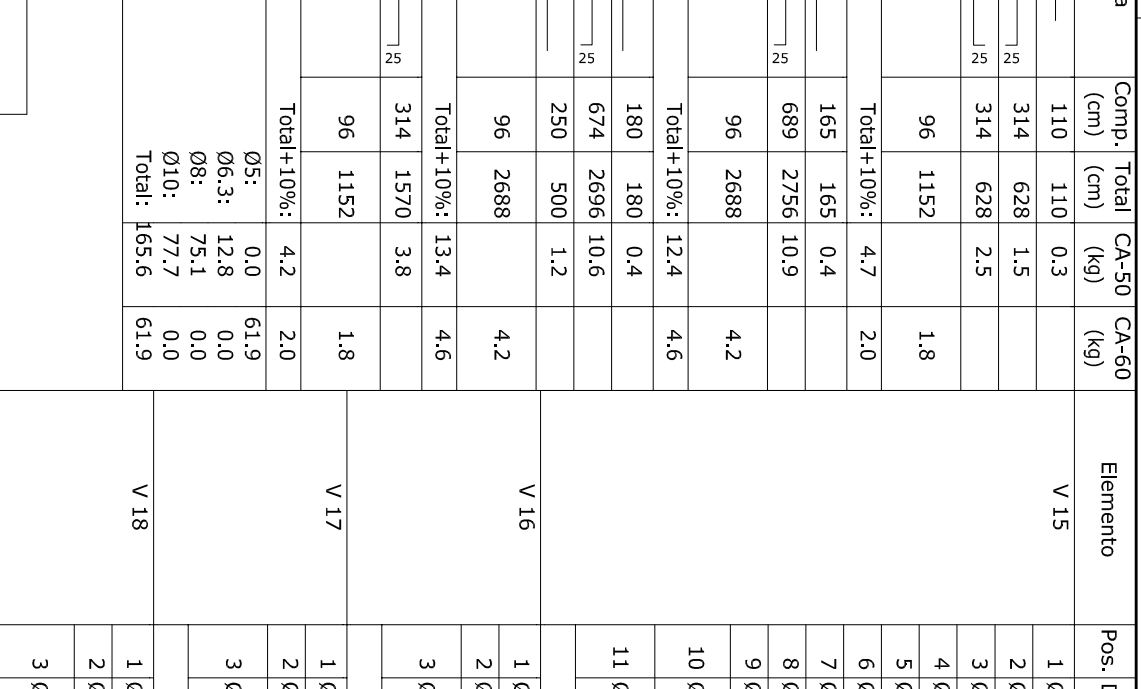 a Comp. Total CA-50 CA-60 Elemento Pos.
(cm) (cm) (kg) (kg)
110 110 0.3 V 15 1
25 314 628 1.5 2
25 314 628 2.5 3
96 1152 1.8 4
5
Total+10%: 4.7 2.0 6
165 165 0.4 7
25 689 2756 10.9 8
96 2688 4.2 9
10
Total+10%: 12.4 4.6
180 180 0.4 11
25 674 2696 10.6
250 500 1.2
96 2688 4.2 V 16 1
2
Total+10%: 13.4 4.6 3
25 314 1570 3.8
96 1152 1.8 V 17 1
Total+10%: 4.2 2.0 2
Ø5: 0.0 61.9 3
Ø6.3: 12.8 0.0
Ø8: 75.1 0.0
Ø10: 77.7 0.0
Total: 165.6 61.9 V 18 1
2
3